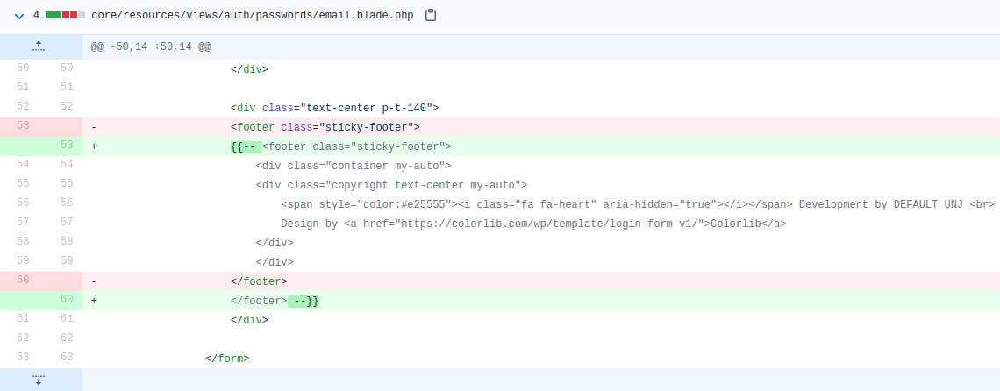 4 core/resources/views/auth/passwords/email.blade.php
@@ -50,14 +50,14 @@
50 50 </div>
51 51
52 52 <div class="text-center p-t-140">
53 - <footer class="sticky-footer">
53 + {{-- <footer class="sticky-footer">
54 54 <div class="container my-auto">
55 55 <div class="copyright text-center my-auto">
56 56 <span style="color:#e25555"><i class="fa fa-heart" aria-hidden="true"></i></span> Development by DEFAULT UNJ <br>
57 57 Design by <a href="https://colorlib.com/wp/template/login-form-v1/">Colorlib</a>
58 58 </div>
59 59 </div>
60 - </footer>
60 + </footer> --}}
61 61 </div>
62 62
63 63 </form>